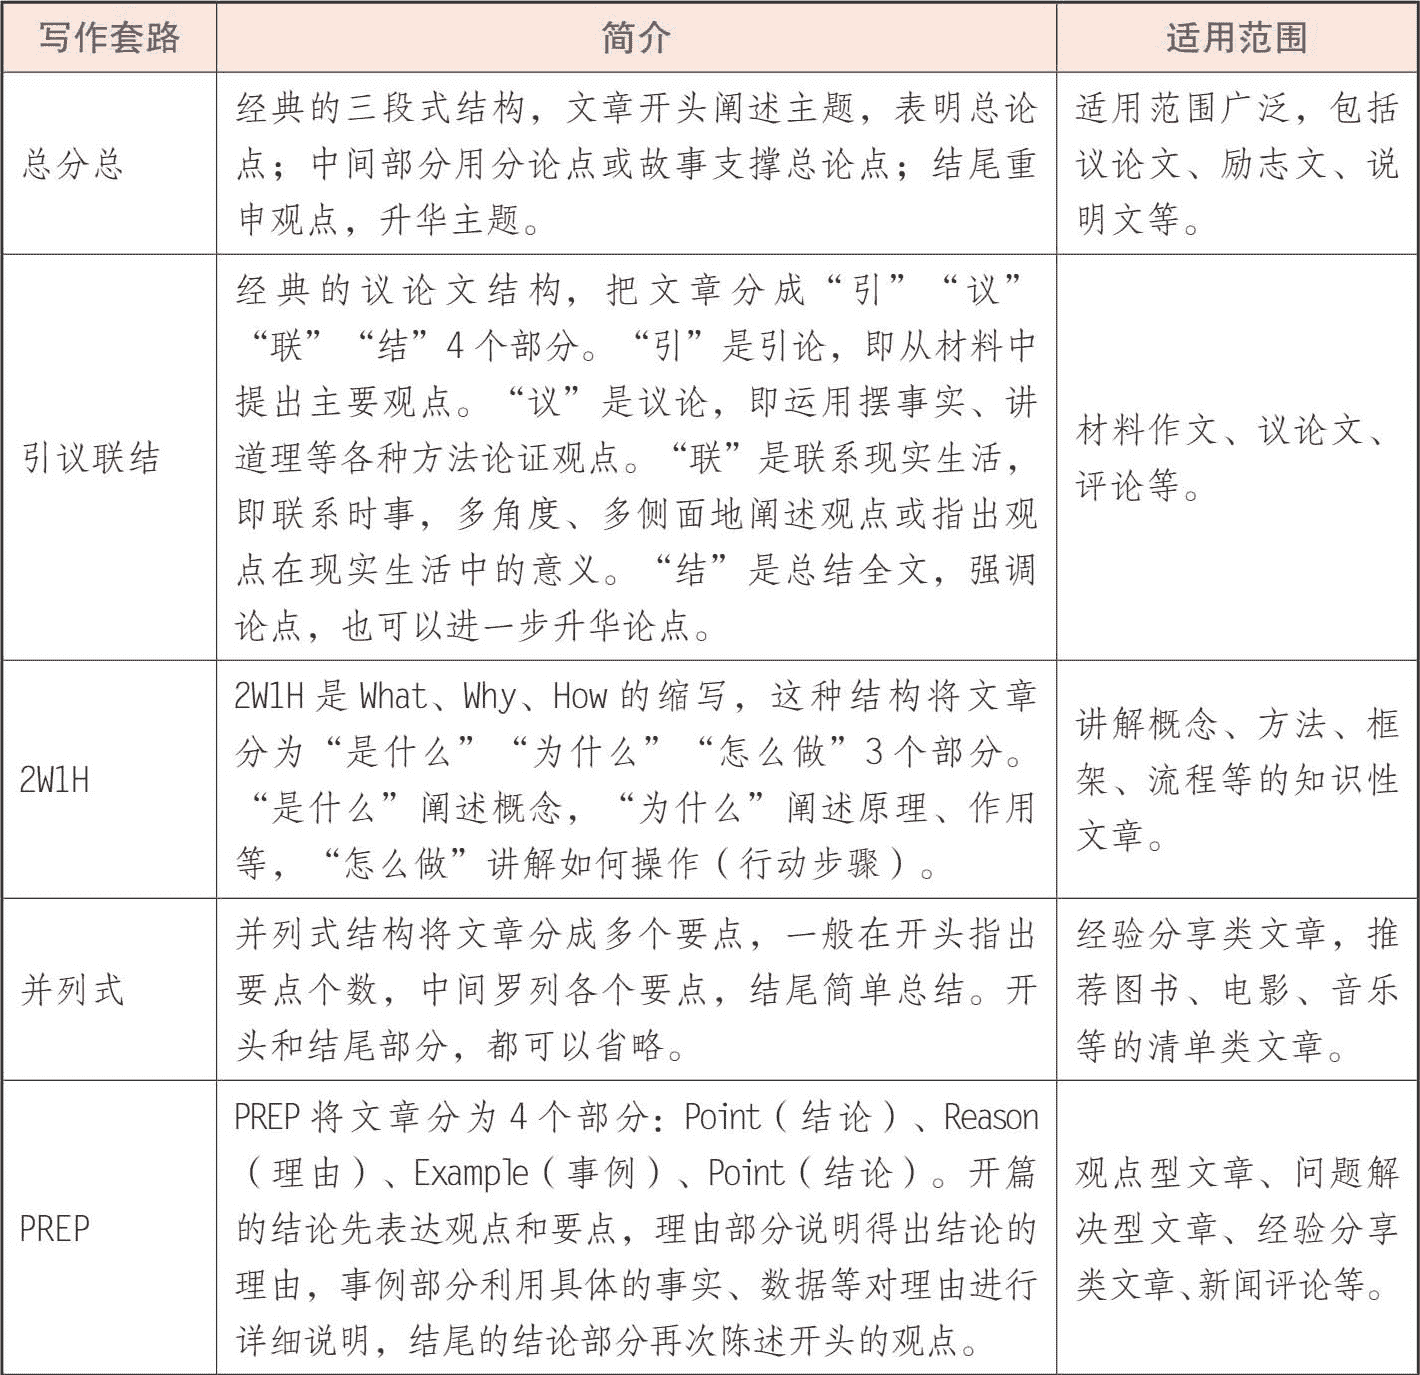 写作套路
简介
适用范围
总分总
经典的三段式结构，文章开头阐述主题，表明总论
点；中间部分用分论点或故事支撑总论点；结尾重
申观点，升华主题。
适用范围广泛，包括
议论文、励志文、说
明文等。
引议联结
经典的议论文结构，把文章分成“引”“议”
“联”“结”4个部分。“引”是引论，即从材料中
提出主要观点。“议”是议论，即运用摆事实、讲
道理等各种方法论证观点。“联”是联系现实生活，
即联系时事，多角度、多侧面地阐述观点或指出观
点在现实生活中的意义。“结”是总结全文，强调
论点，也可以进一步升华论点。
材料作文、议论文、
评论等。
2W1H
2W1H是What、Why、How的缩写，这种结构将文章
分为“是什么”“为什么”“怎么做”3个部分。
“是什么”阐述概念，“为什么”阐述原理、作用
等，“怎么做”讲解如何操作（行动步骤）。
讲解概念、方法、框
架、流程等的知识性
文章。
并列式
并列式结构将文章分成多个要点，一般在开头指出
要点个数，中间罗列各个要点，结尾简单总结。开
头和结尾部分，都可以省略。
经验分享类文章，推
荐图书、电影、音乐
等的清单类文章。
PREP
PREP将文章分为4个部分：Point（结论）、Reason
（理由）、Example（事例）、Point（结论）。开篇
的结论先表达观点和要点，理由部分说明得出结论的
理由，事例部分利用具体的事实、数据等对理由进行
详细说明，结尾的结论部分再次陈述开头的观点。
观点型文章、问题解
决型文章、经验分享
类文章、新闻评论等。